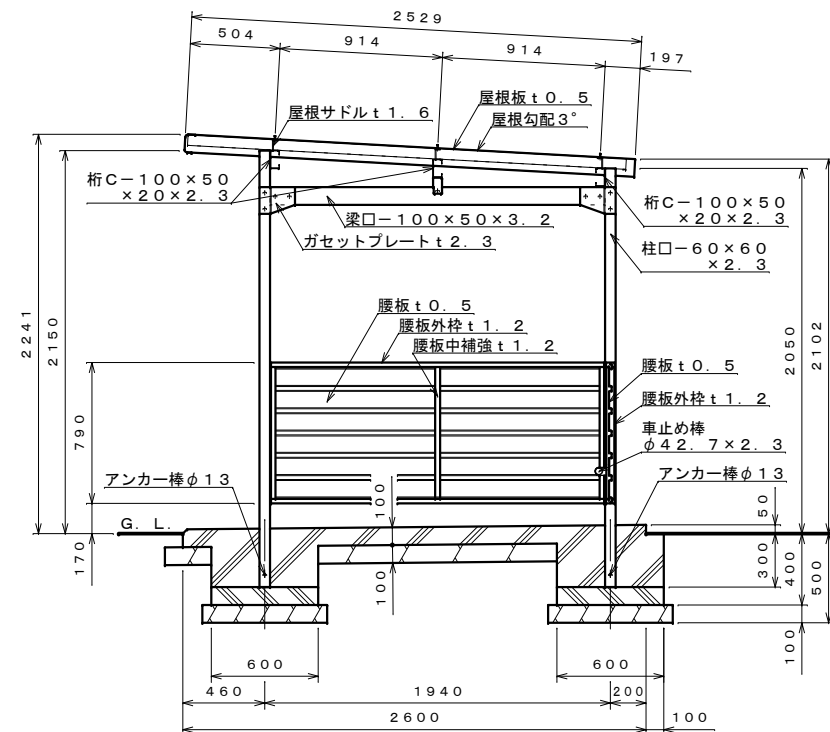 2529
504
914
914
197
屋根サドルt1.6
屋根板t0.5
屋根勾配3°
桁C-100×50
×20×2.3
梁口-100×50×3.2
ガセットプレートt2.3
桁C-100×50
×20×2.3
柱口-60×60
×2.3
2241
2150
2050
2102
腰板t0.5
腰板外枠t1.2
腰板中補強t1.2
腰板t0.5
腰板外枠t1.2
車止め棒
φ42.7×2.3
790
アンカー棒φ13
アンカー棒φ13
100
50
G.L.
170
100
300
400
500
100
600
600
460
1940
200
2600
100